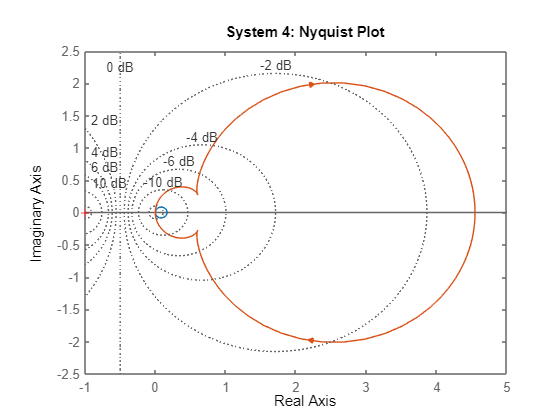 System 4: Nyquist Plot
2.5
2
1.5
1
0.5
0
-0.5
-1
-1.5
-2
-2.5
Imaginary Axis
0 dB
-2 dB
2 dB
-4 dB
4 dB
-6 dB
6 dB
10 dB
-10 dB
-1
0
1
2
3
4
5
Real Axis